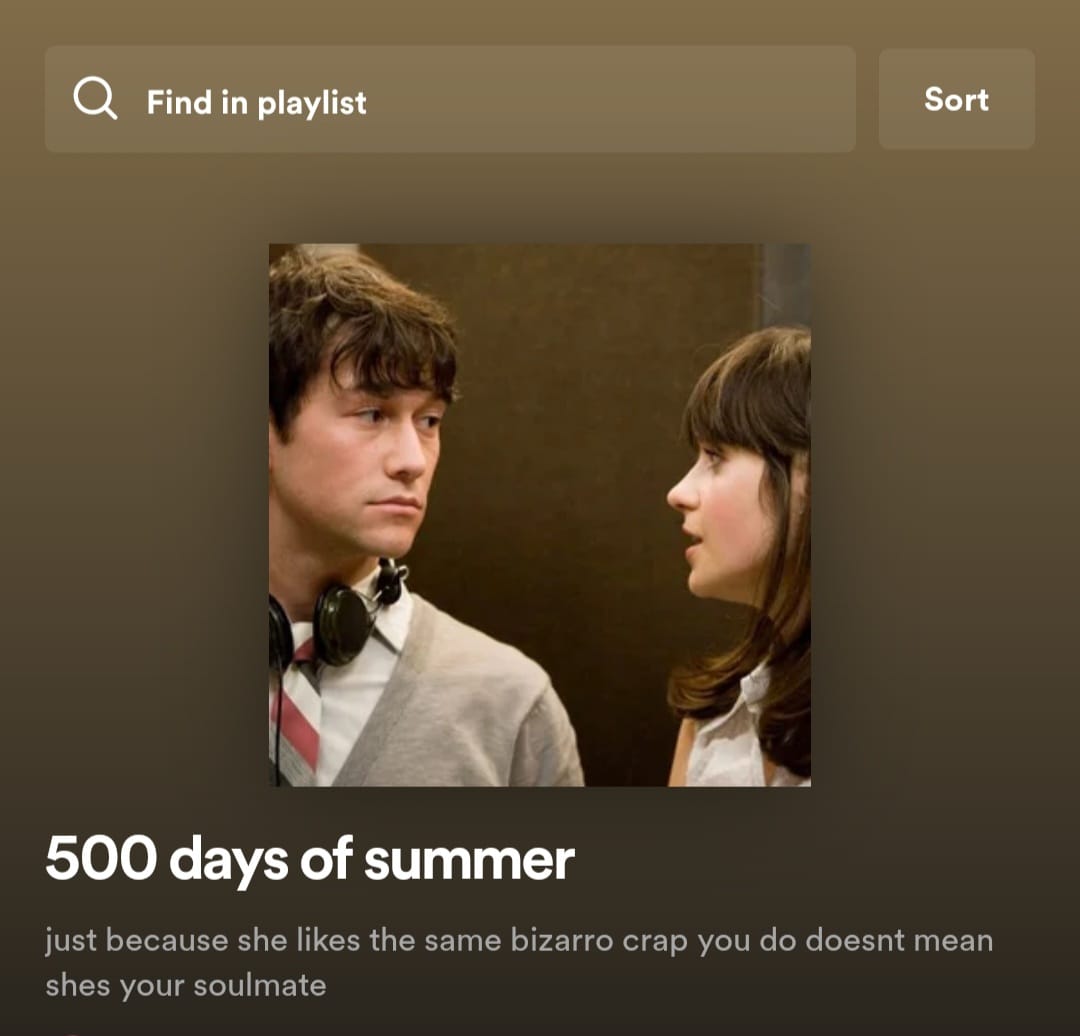 Find in playlist
Sort
500 days of summer
just because she likes the same bizarro crap you do doesnt mean
shes your soulmate